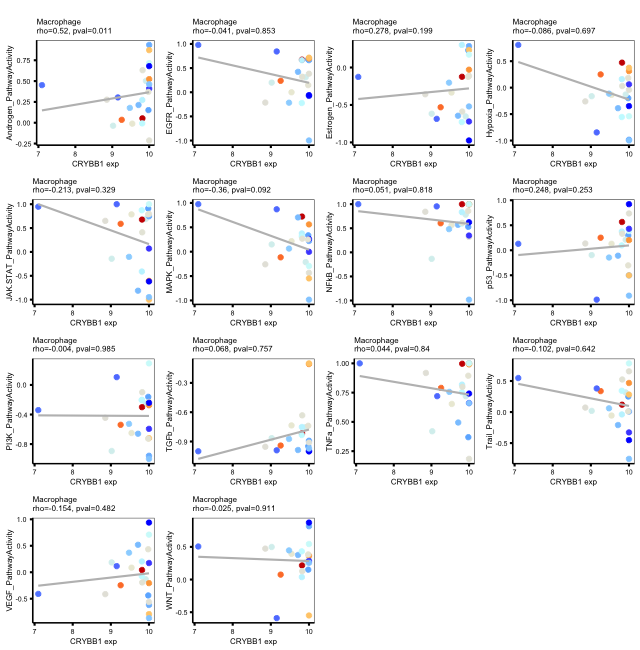 Macrophage
rho=0.52, pval=0.011
Androgen_PathwayActivity
0.75
0.50
0.25
0.00
-0.25
7 8 9 10
CRYBB1 exp
Macrophage
rho=-0.041, pval=0.853
EGFR_PathwayActivity
1.0
0.5
0.0
-0.5
-1.0
7 8 9 10
CRYBB1 exp
Macrophage
rho=0.278, pval=0.199
Estrogen_PathwayActivity
0.0
-0.5
-1.0
7 8 9 10
CRYBB1 exp
Macrophage
rho=-0.086, pval=0.697
Hypoxia_PathwayActivity
0.5
0.0
-0.5
-1.0
7 8 9 10
CRYBB1 exp
Macrophage
rho=-0.213, pval=0.329
JAK-STAT_PathwayActivity
1.0
0.5
0.0
-0.5
-1.0
7 8 9 10
CRYBB1 exp
Macrophage
rho=-0.36, pval=0.092
MAPK_PathwayActivity
1.0
0.5
0.0
-0.5
-1.0
7 8 9 10
CRYBB1 exp
Macrophage
rho=0.051, pval=0.818
NFkB_PathwayActivity
1.0
0.5
0.0
-0.5
-1.0
7 8 9 10
CRYBB1 exp
Macrophage
rho=0.248, pval=0.253
p53_PathwayActivity
1.0
0.5
0.0
-0.5
-1.0
7 8 9 10
CRYBB1 exp
Macrophage
rho=-0.004, pval=0.985
PI3K_PathwayActivity
0.0
-0.4
-0.8
7 8 9 10
CRYBB1 exp
Macrophage
rho=0.068, pval=0.757
TGFb_PathwayActivity
-0.3
-0.6
-0.9
7 8 9 10
CRYBB1 exp
Macrophage
rho=0.044, pval=0.84
TNFa_PathwayActivity
1.00
0.75
0.50
0.25
7 8 9 10
CRYBB1 exp
Macrophage
rho=-0.102, pval=0.642
Trail_PathwayActivity
0.5
0.0
-0.5
7 8 9 10
CRYBB1 exp
Macrophage
rho=-0.154, pval=0.482
VEGF_PathwayActivity
1.0
0.5
0.0
-0.5
7 8 9 10
CRYBB1 exp
Macrophage
rho=-0.025, pval=0.911
WNT_PathwayActivity
0.5
0.0
-0.5
7 8 9 10
CRYBB1 exp